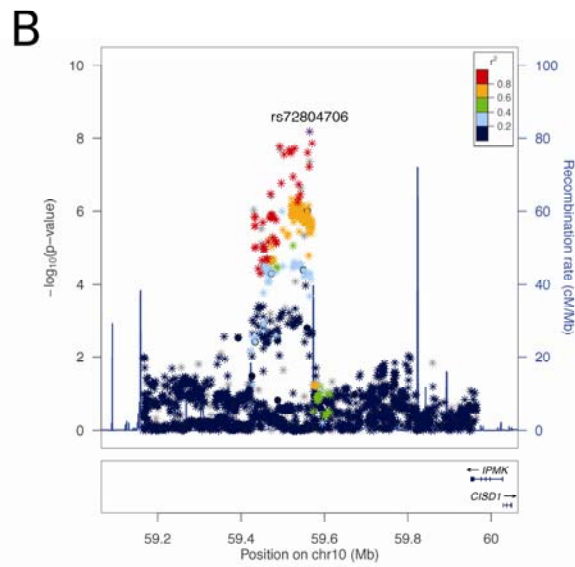 B
10
8
6
4
2
0
−log10(p−value)
rs72804706
r2
0.8
0.6
0.4
0.2
100
80
60
40
20
0
Recombination rate (cM/Mb)
← IPMK
CISD1 →
59.2 59.4 59.6 59.8 60
Position on chr10 (Mb)